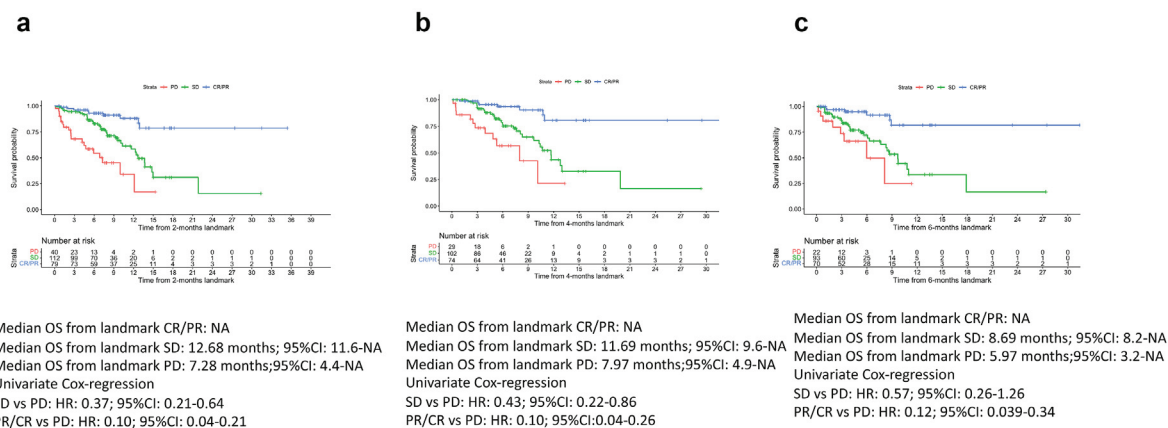 a
Strata PD SD CR/PR
Survival probability
1.00
0.75
0.50
0.25
0.00
0 3 6 9 12 15 18 21 24 27 30 33 36 39
Time from 2-months landmark
Number at risk
Strata
PD 40 23 13 4 2 1 0 0 0 0 0 0 0 0
SD 112 99 70 36 20 6 2 2 1 1 1 0 0 0
CR/PR 79 73 59 37 25 11 4 3 3 3 2 1 0 0
0 3 6 9 12 15 18 21 24 27 30 33 36 39
Time from 2-months landmark
Median OS from landmark CR/PR: NA
Median OS from landmark SD: 12.68 months; 95%CI: 11.6-NA
Median OS from landmark PD: 7.28 months;95%CI: 4.4-NA
Univariate Cox-regression
SD vs PD: HR: 0.37; 95%CI: 0.21-0.64
PR/CR vs PD: HR: 0.10; 95%CI: 0.04-0.21
b
Strata PD SD CR/PR
Survival probability
1.00
0.75
0.50
0.25
0.00
0 3 6 9 12 15 18 21 24 27 30
Time from 4-months landmark
Number at risk
Strata
PD 29 18 6 2 1 0 0 0 0 0 0
SD 102 86 46 22 9 4 2 1 1 1 0
CR/PR 74 64 41 26 13 9 3 3 3 2 1
0 3 6 9 12 15 18 21 24 27 30
Time from 4-months landmark
Median OS from landmark CR/PR: NA
Median OS from landmark SD: 11.69 months; 95%CI: 9.6-NA
Median OS from landmark PD: 7.97 months;95%CI: 4.9-NA
Univariate Cox-regression
SD vs PD: HR: 0.43; 95%CI: 0.22-0.86
PR/CR vs PD: HR: 0.10; 95%CI:0.04-0.26
c
Strata PD SD CR/PR
Survival probability
1.00
0.75
0.50
0.25
0.00
0 3 6 9 12 15 18 21 24 27 30
Time from 6-months landmark
Number at risk
Strata
PD 22 12 3 1 0 0 0 0 0 0 0
SD 93 60 25 14 5 2 1 1 1 1 0
CR/PR 70 52 28 15 11 3 3 3 2 2 1
0 3 6 9 12 15 18 21 24 27 30
Time from 6-months landmark
Median OS from landmark CR/PR: NA
Median OS from landmark SD: 8.69 months; 95%CI: 8.2-NA
Median OS from landmark PD: 5.97 months;95%CI: 3.2-NA
Univariate Cox-regression
SD vs PD: HR: 0.57; 95%CI: 0.26-1.26
PR/CR vs PD: HR: 0.12; 95%CI: 0.039-0.34